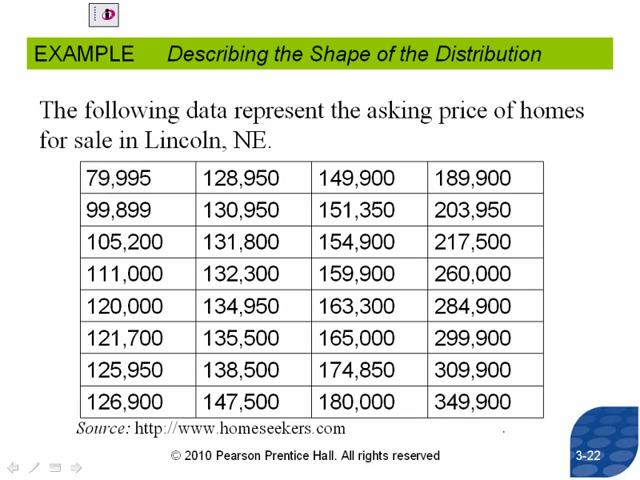 EXAMPLE Describing the Shape of the Distribution
The following data represent the asking price of homes
for sale in Lincoln, NE.
79,995 128,950 149,900 189,900
99,899 130,950 151,350 203,950
105,200 131,800 154,900 217,500
111,000 132,300 159,900 260,000
120,000 134,950 163,300 284,900
121,700 135,500 165,000 299,900
125,950 138,500 174,850 309,900
126,900 147,500 180,000 349,900
Source: http://www.homeseekers.com
© 2010 Pearson Prentice Hall. All rights reserved
3-22